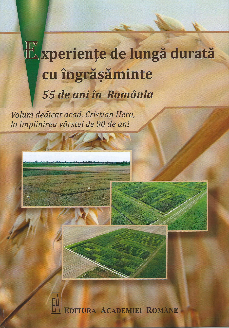 Experiențe de lungă durată
cu îngrășăminte
55 de ani în România
Volum dedicat acad. Cristian Hera,
la împlinirea vârstei de 80 de ani
EDITURA ACADEMIEI ROMÂNE